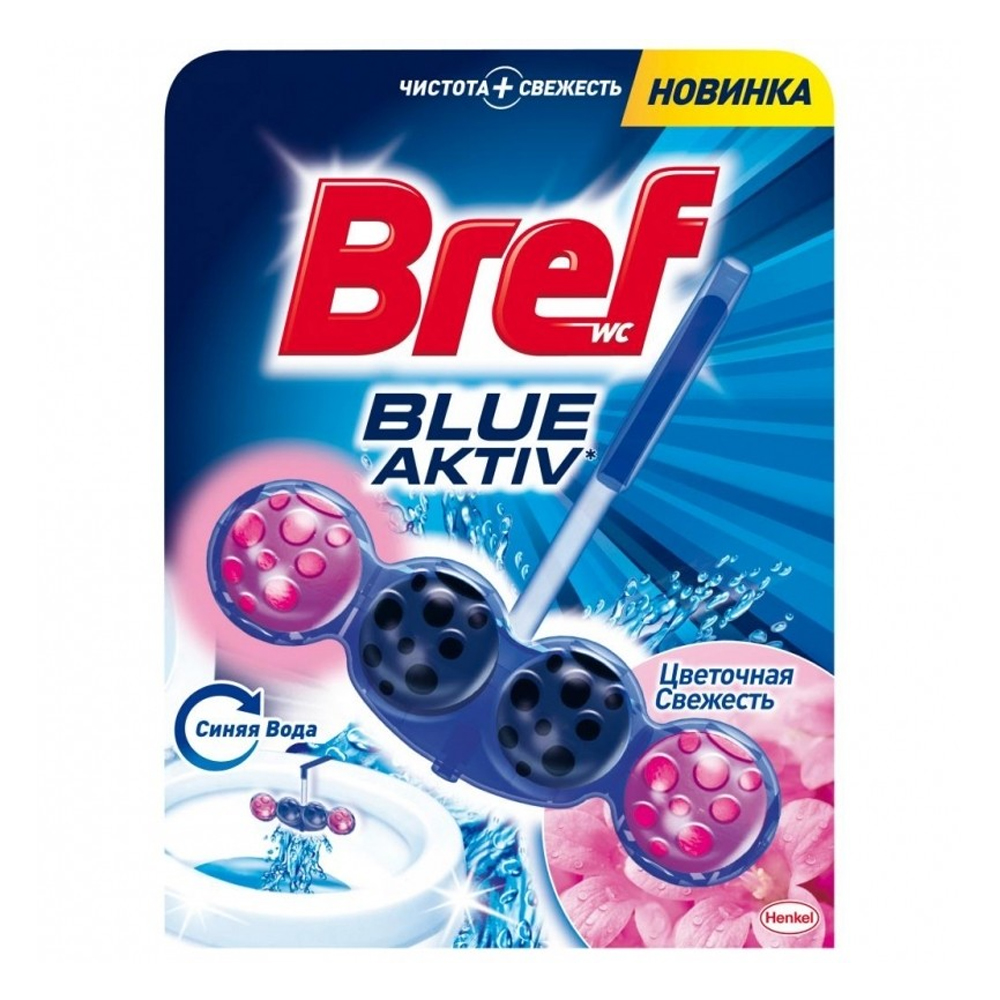 ЧИСТОТА + СВЕЖЕСТЬ
НОВИНКА
Bref
WC
BLUE
AKTIV*
Цветочная
Свежесть
Синяя Вода
Henkel